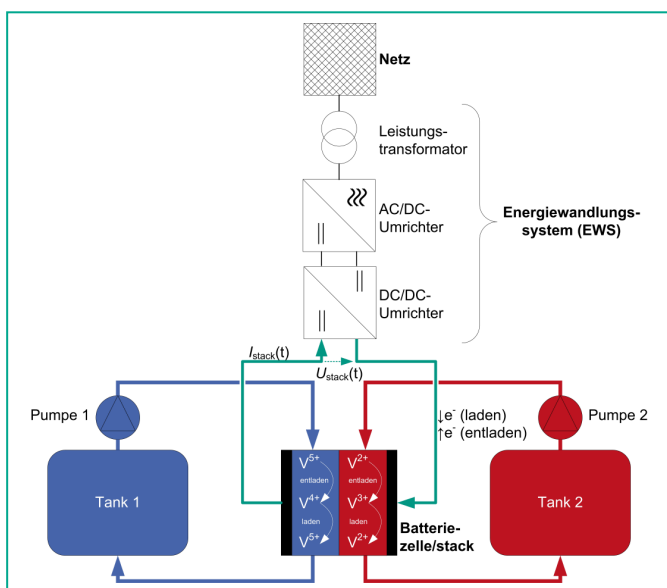 Netz
Leistungs-
transformator
AC/DC-
Umrichter
Energiewandlungs-
system (EWS)
DC/DC-
Umrichter
Istack(t)
Ustack(t)
Pumpe 1
↓e- (laden)
↑e- (entladen)
Pumpe 2
Tank 1
V5+
entladen
V4+
laden
V5+
V2+
entladen
V3+
laden
V2+
Batterie-
zelle/stack
Tank 2